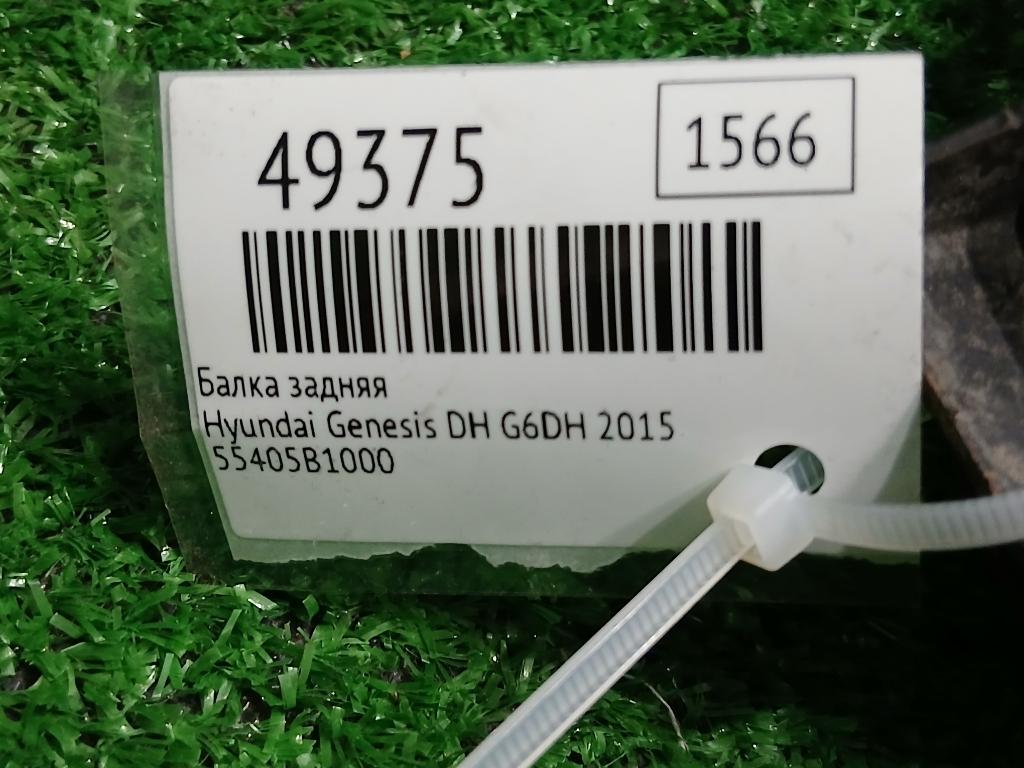 49375
1566
Балка задняя
Hyundai Genesis DH G6DH 2015
55405B1000